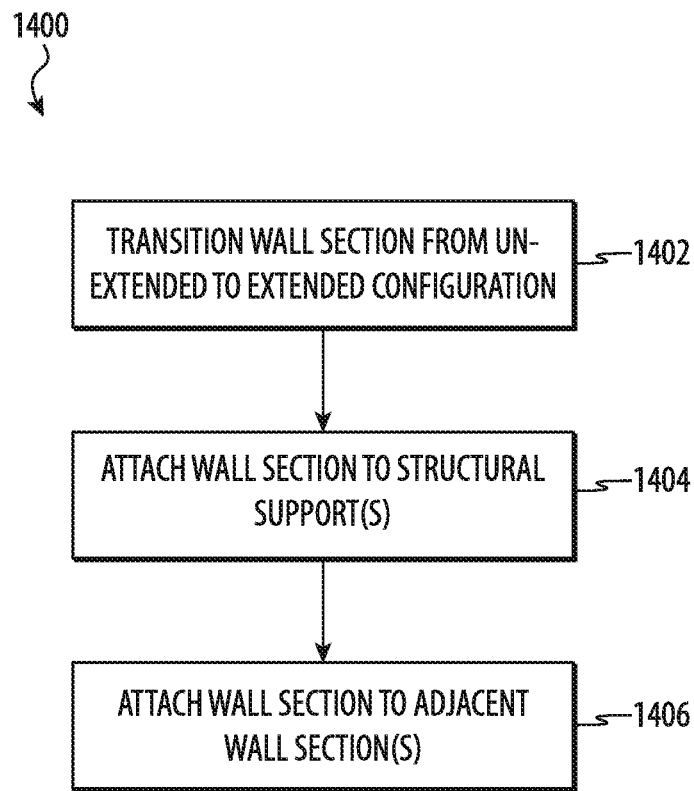 1400
TRANSITION WALL SECTION FROM UN-
EXTENDED TO EXTENDED CONFIGURATION
1402
ATTACH WALL SECTION TO STRUCTURAL
SUPPORT(S)
1404
ATTACH WALL SECTION TO ADJACENT
WALL SECTION(S)
1406